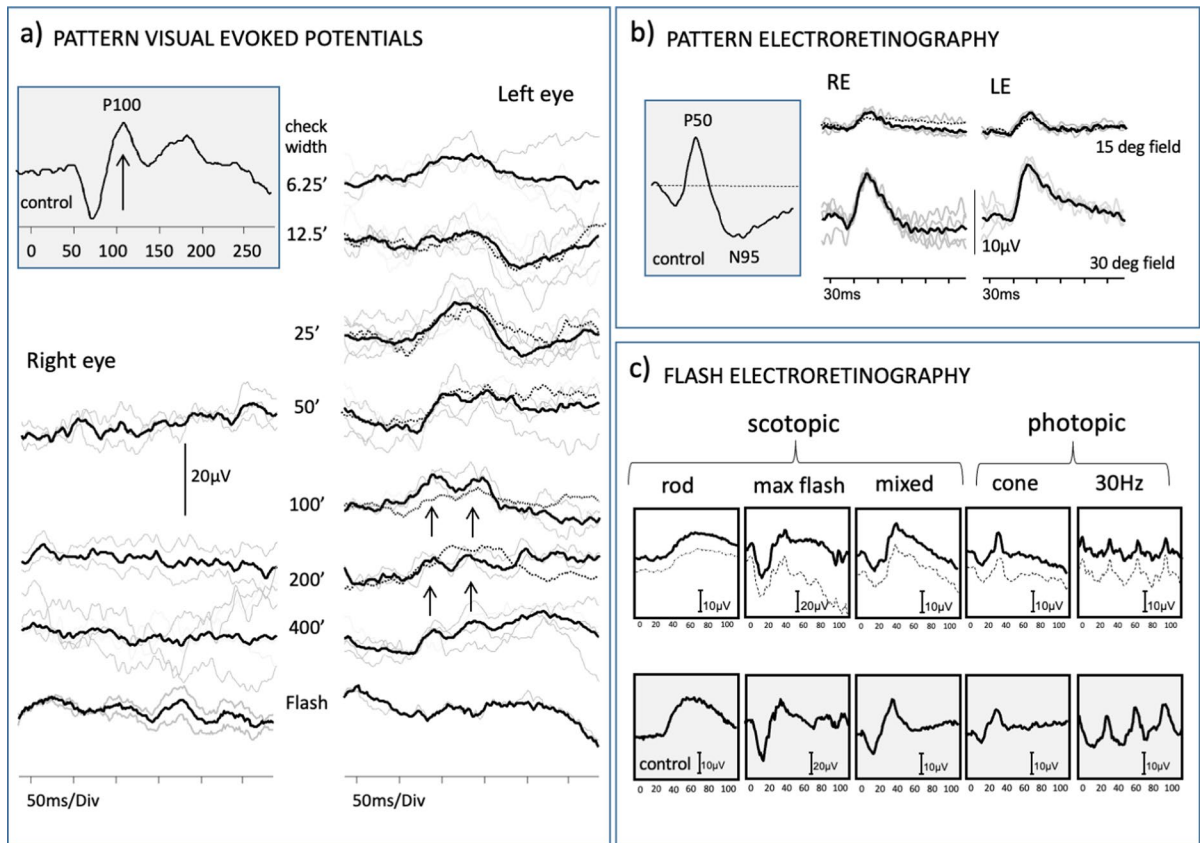 a) PATTERN VISUAL EVOKED POTENTIALS
P100
control
0 50 100 150 200 250
Left eye
check
width
6.25’
12.5’
25’
Right eye
50’
20µV
100’
200’
400’
Flash
50ms/Div
50ms/Div
b) PATTERN ELECTRORETINOGRAPHY
RE LE
P50
control N95
15 deg field
10µV
30 deg field
30ms 30ms
c) FLASH ELECTRORETINOGRAPHY
scotopic photopic
rod max flash mixed cone 30Hz
10µV 20µV 10µV 10µV 10µV
0 20 40 60 80 100 0 20 40 60 80 100 0 20 40 60 80 100 0 20 40 60 80 100 0 20 40 60 80 100
control 10µV 20µV 10µV 10µV 10µV
0 20 40 60 80 100 0 20 40 60 80 100 0 20 40 60 80 100 0 20 40 60 80 100 0 20 40 60 80 100